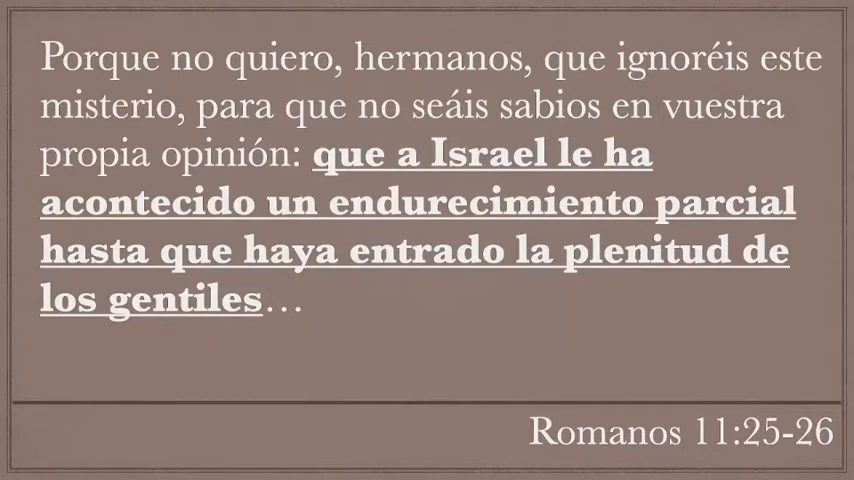 Porque no quiero, hermanos, que ignoréis este
misterio, para que no seáis sabios en vuestra
propia opinión: que a Israel le ha
acontecido un endurecimiento parcial
hasta que haya entrado la plenitud de
los gentiles…
Romanos 11:25-26